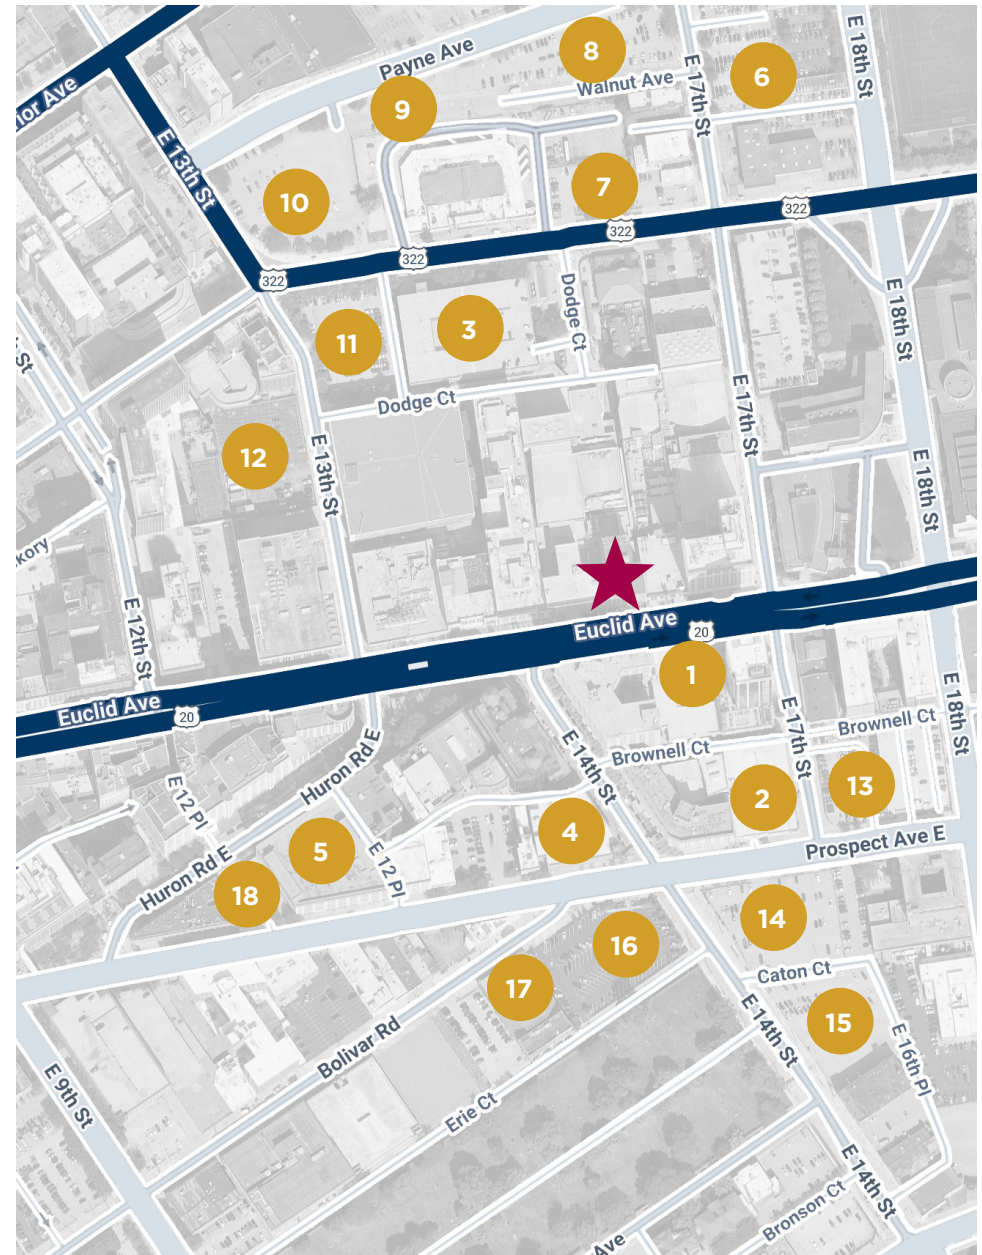 8
Payne Ave
E 18th St
6
Walnut Ave
ior Ave
E 17th St
9
E 13th St
7
10
322
322
322
322
E 18th St
Dodge Ct
3
11
St
E 17th St
Dodge Ct
12
E 13th St
E 18th St
kory
E 12th St
Euclid Ave
20
1
Euclid Ave
20
E 18th St
Brownell Ct
E 17th St
Brownell Ct
E 14th St
Huron Rd E
E 12 Pl
2
13
4
Prospect Ave E
5
E 12 Pl
Huron Rd E
18
14
16
Caton Ct
17
15
E 14th St
Bolivar Rd
E 16th Pl
E 9th St
Erie Ct
E 14th St
Bronson Ct
Ave